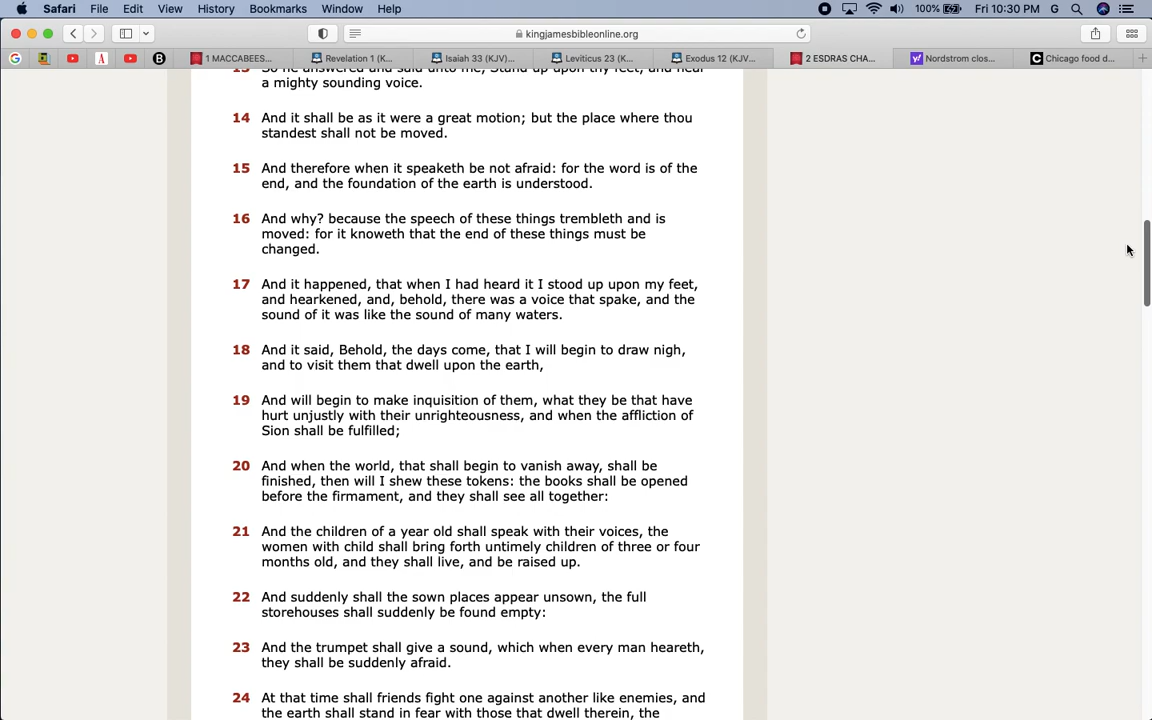 Safari File Edit View History Bookmarks Window Help 100% Fri 10:30 PM G
kingjamesbibleonline.org
1 MACCABEES... Revelation 1 (K... Isaiah 33 (KJV)... Leviticus 23 (K... Exodus 12 (KJV... 2 ESDRAS CHA... Nordstrom clos... Chicago food d...
13 So he answered and said unto me, Stand up upon thy feet, and hear
a mighty sounding voice.
14 And it shall be as it were a great motion; but the place where thou
standest shall not be moved.
15 And therefore when it speaketh be not afraid: for the word is of the
end, and the foundation of the earth is understood.
16 And why? because the speech of these things trembleth and is
moved: for it knoweth that the end of these things must be
changed.
17 And it happened, that when I had heard it I stood up upon my feet,
and hearkened, and, behold, there was a voice that spake, and the
sound of it was like the sound of many waters.
18 And it said, Behold, the days come, that I will begin to draw nigh,
and to visit them that dwell upon the earth,
19 And will begin to make inquisition of them, what they be that have
hurt unjustly with their unrighteousness, and when the affliction of
Sion shall be fulfilled;
20 And when the world, that shall begin to vanish away, shall be
finished, then will I shew these tokens: the books shall be opened
before the firmament, and they shall see all together:
21 And the children of a year old shall speak with their voices, the
women with child shall bring forth untimely children of three or four
months old, and they shall live, and be raised up.
22 And suddenly shall the sown places appear unsown, the full
storehouses shall suddenly be found empty:
23 And the trumpet shall give a sound, which when every man heareth,
they shall be suddenly afraid.
24 At that time shall friends fight one against another like enemies, and
the earth shall stand in fear with those that dwell therein, the